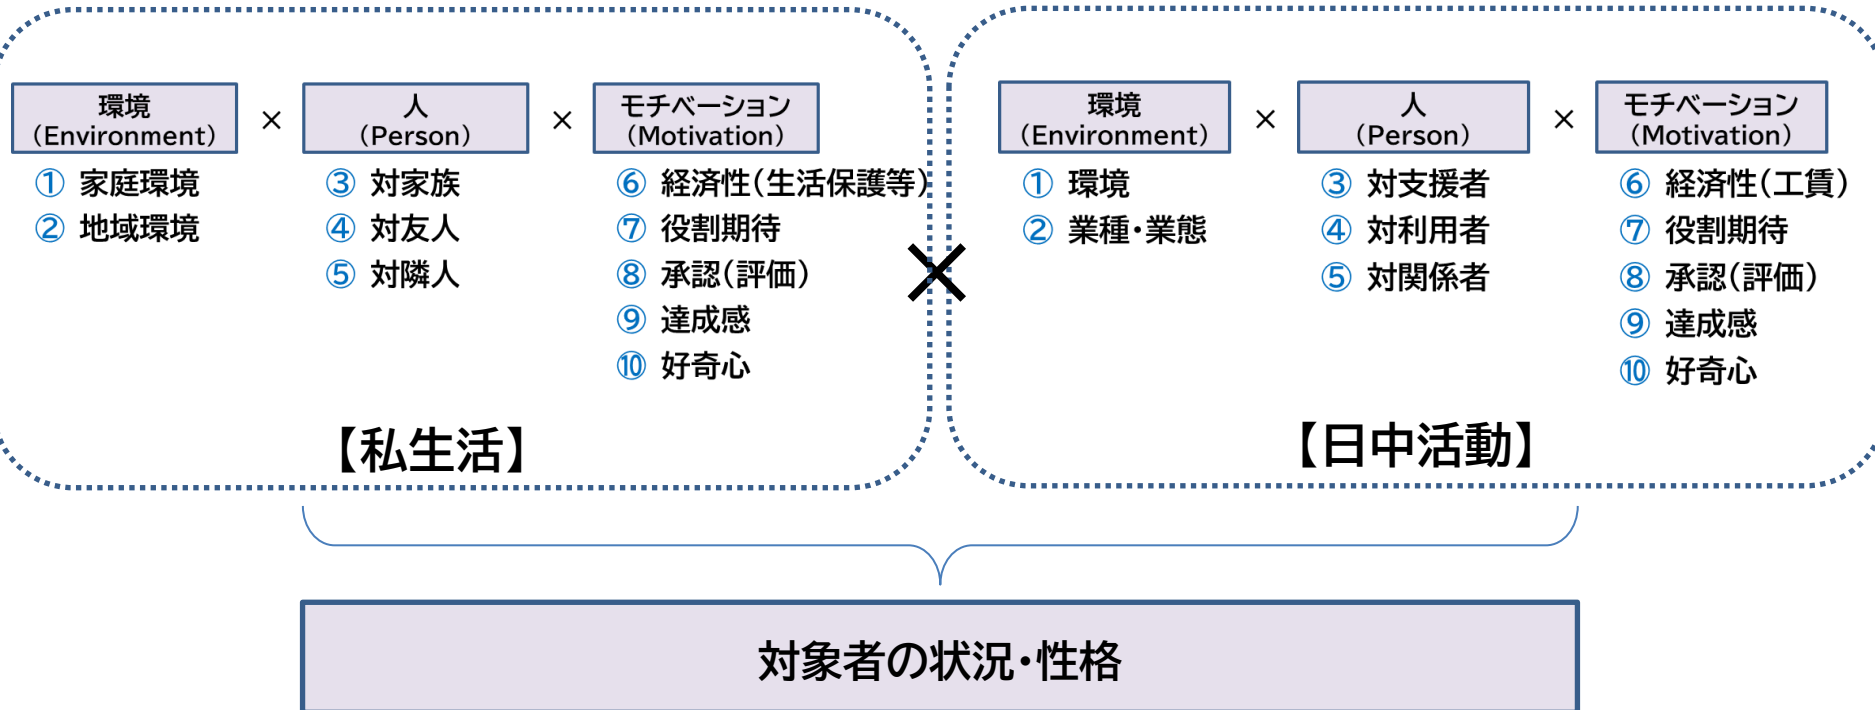 環境
(Environment)
×
人
(Person)
×
モチベーション
(Motivation)
① 家庭環境
② 地域環境
③ 対家族
④ 対友人
⑤ 対隣人
⑥ 経済性(生活保護等)
⑦ 役割期待
⑧ 承認(評価)
⑨ 達成感
⑩ 好奇心
【私生活】
×
環境
(Environment)
×
人
(Person)
×
モチベーション
(Motivation)
① 環境
② 業種・業態
③ 対支援者
④ 対利用者
⑤ 対関係者
⑥ 経済性(工賃)
⑦ 役割期待
⑧ 承認(評価)
⑨ 達成感
⑩ 好奇心
【日中活動】
対象者の状況・性格